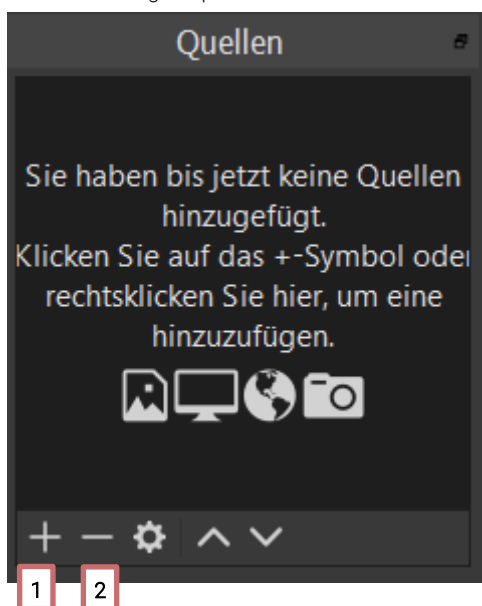 Quellen
Sie haben bis jetzt keine Quellen
hinzugefügt.
Klicken Sie auf das +-Symbol oder
rechtsklicken Sie hier, um eine
hinzuzufügen.
1 2